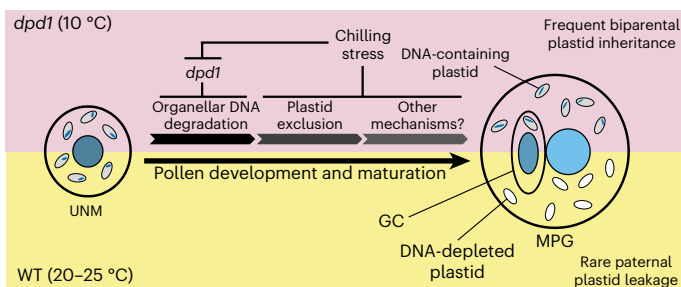 dpd1 (10 °C)
Frequent biparental
plastid inheritance
Chilling
stress
dpd1
DNA-containing
plastid
Organellar DNA
degradation
Plastid
exclusion
Other
mechanisms?
Pollen development and maturation
UNM
GC
MPG
DNA-depleted
plastid
WT (20–25 °C)
Rare paternal
plastid leakage